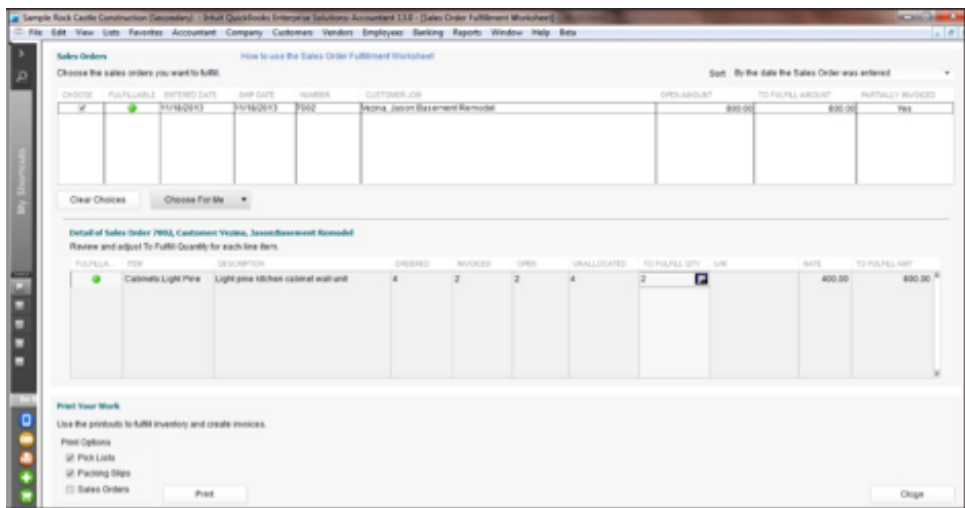 Sample Rock Castle Construction (Secondary) - Intuit QuickBooks Enterprise Solutions: Accountant 13.0 - [Sales Order Fulfillment Worksheet]
File Edit View Lists Favorites Accountant Company Customers Vendors Employees Banking Reports Window Help Beta
Sales Orders How to use the Sales Order Fulfillment Worksheet
Choose the sales orders you want to fulfill. Sort By the date the Sales Order was entered
CHOOSE FULFILLABLE ENTERED DATE SHIP DATE NUMBER CUSTOMER:JOB OPEN AMOUNT TO FULFILL AMOUNT PARTIALLY INVOICED
11/16/2013 11/16/2013 7002 Vezina, Jason:Basement Remodel 800.00 800.00 Yes
My Shortcuts
Clear Choices Choose For Me
Detail of Sales Order 7002, Customer: Vezina, Jason:Basement Remodel
Review and adjust To Fulfill Quantity for each line item.
FULFILLA... ITEM DESCRIPTION ORDERED INVOICED OPEN UNALLOCATED TO FULFILL QTY U/M RATE TO FULFILL AMT
Cabinets:Light Pine Light pine kitchen cabinet wall unit 4 2 2 4 2 400.00 800.00
Print Your Work
Use the printouts to fulfill inventory and create invoices.
Print Options
Pick Lists
Packing Slips
Sales Orders Print Close